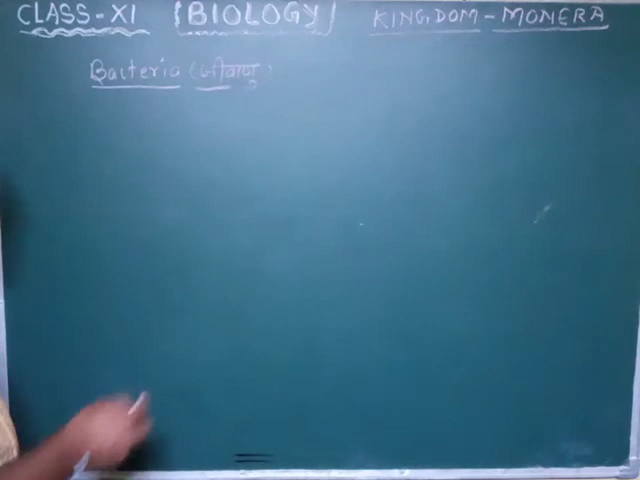 CLASS-XI {BIOLOGY} KINGDOM-MONERA
Bacteria (जीवाणु)